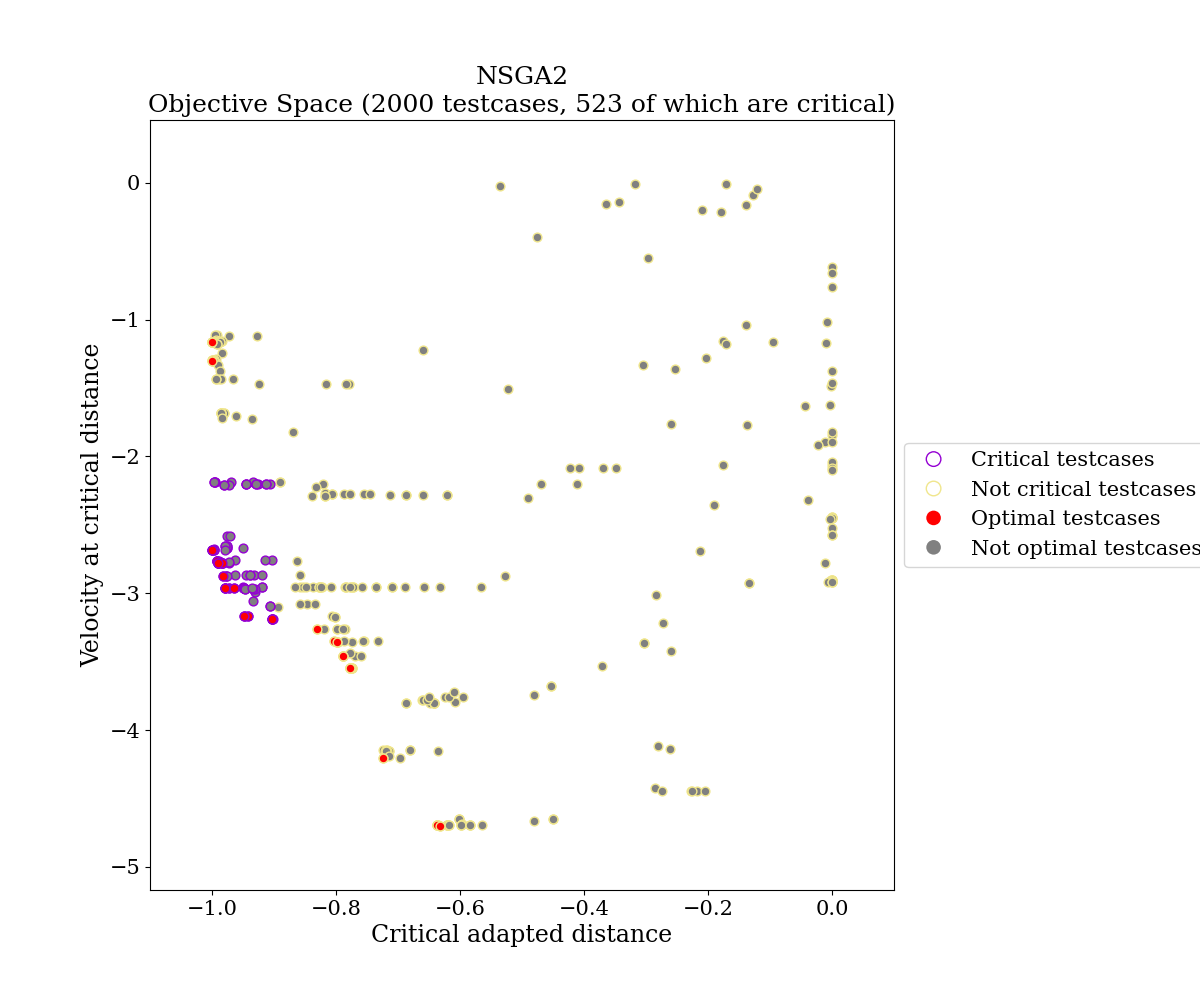 NSGA2
Objective Space (2000 testcases, 523 of which are critical)
0
−1
−2
−3
−4
−5
Velocity at critical distance
−1.0
−0.8
−0.6
−0.4
−0.2
0.0
Critical adapted distance
Critical testcases
Not critical testcases
Optimal testcases
Not optimal testcases